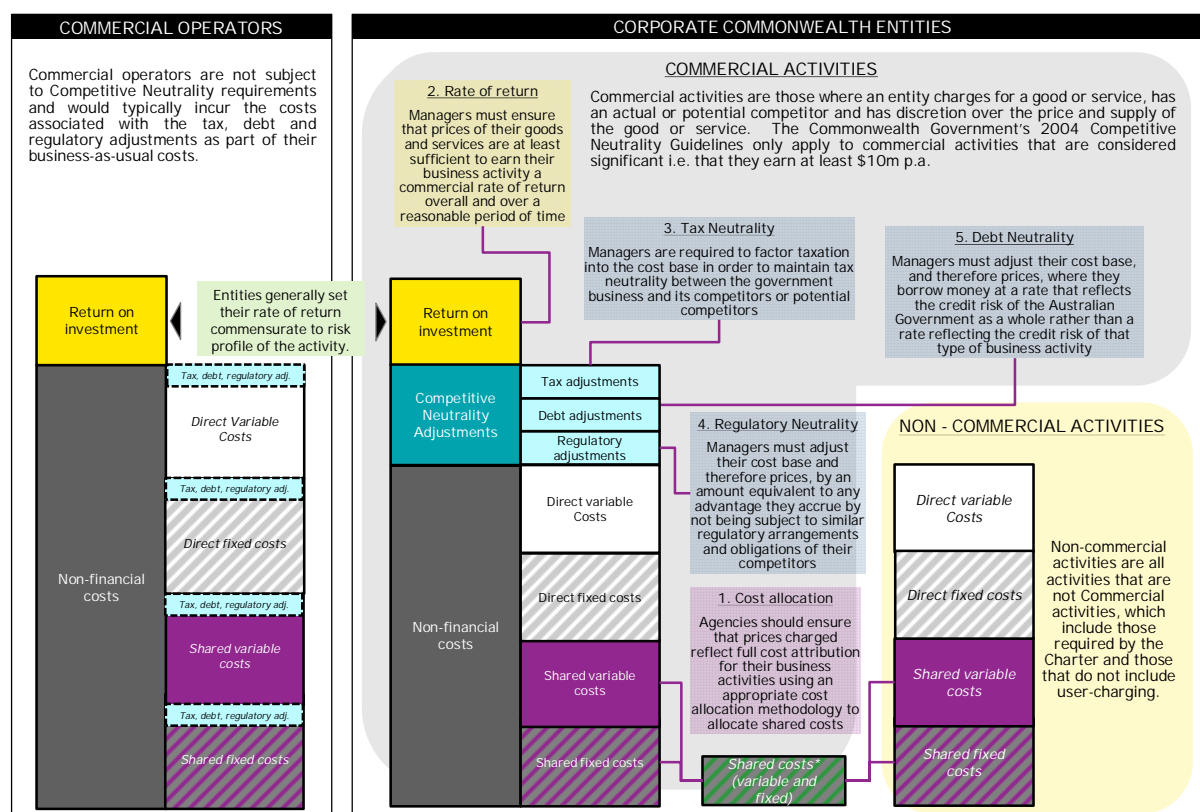 COMMERCIAL OPERATORS
Commercial operators are not subject
to Competitive Neutrality requirements
and would typically incur the costs
associated with the tax, debt and
regulatory adjustments as part of their
business-as-usual costs.
Return on
investment
Entities generally set
their rate of return
commensurate to risk
profile of the activity.
Non-financial
costs
Tax, debt, regulatory adj.
Direct Variable
Costs
Tax, debt, regulatory adj.
Direct fixed costs
Tax, debt, regulatory adj.
Shared variable
costs
Tax, debt, regulatory adj.
Shared fixed costs
CORPORATE COMMONWEALTH ENTITIES
COMMERCIAL ACTIVITIES
Commercial activities are those where an entity charges for a good or service, has
an actual or potential competitor and has discretion over the price and supply of
the good or service. The Commonwealth Government's 2004 Competitive
Neutrality Guidelines only apply to commercial activities that are considered
significant i.e. that they earn at least $10m p.a.
2. Rate of return
Managers must ensure
that prices of their goods
and services are at least
sufficient to earn their
business activity a
commercial rate of return
overall and over a
reasonable period of time
3. Tax Neutrality
Managers are required to factor taxation
into the cost base in order to maintain tax
neutrality between the government
business and its competitors or potential
competitors
5. Debt Neutrality
Managers must adjust their cost base,
and therefore prices, where they
borrow money at a rate that reflects
the credit risk of the Australian
Government as a whole rather than a
rate reflecting the credit risk of that
type of business activity
Return on
investment
Competitive
Neutrality
Adjustments
Tax adjustments
Debt adjustments
Regulatory
adjustments
Non-financial
costs
Direct variable
Costs
Direct fixed costs
Shared variable
costs
Shared fixed costs
4. Regulatory Neutrality
Managers must adjust
their cost base and
therefore prices, by an
amount equivalent to any
advantage they accrue by
not being subject to similar
regulatory arrangements
and obligations of their
competitors
1. Cost allocation
Agencies should ensure
that prices charged
reflect full cost attribution
for their business
activities using an
appropriate cost
allocation methodology to
allocate shared costs
Shared costs*
(variable and
fixed)
NON - COMMERCIAL ACTIVITIES
Direct variable
Costs
Direct fixed costs
Shared variable
costs
Shared fixed
costs
Non-commercial
activities are all
activities that are
not Commercial
activities, which
include those
required by the
Charter and those
that do not include
user-charging.